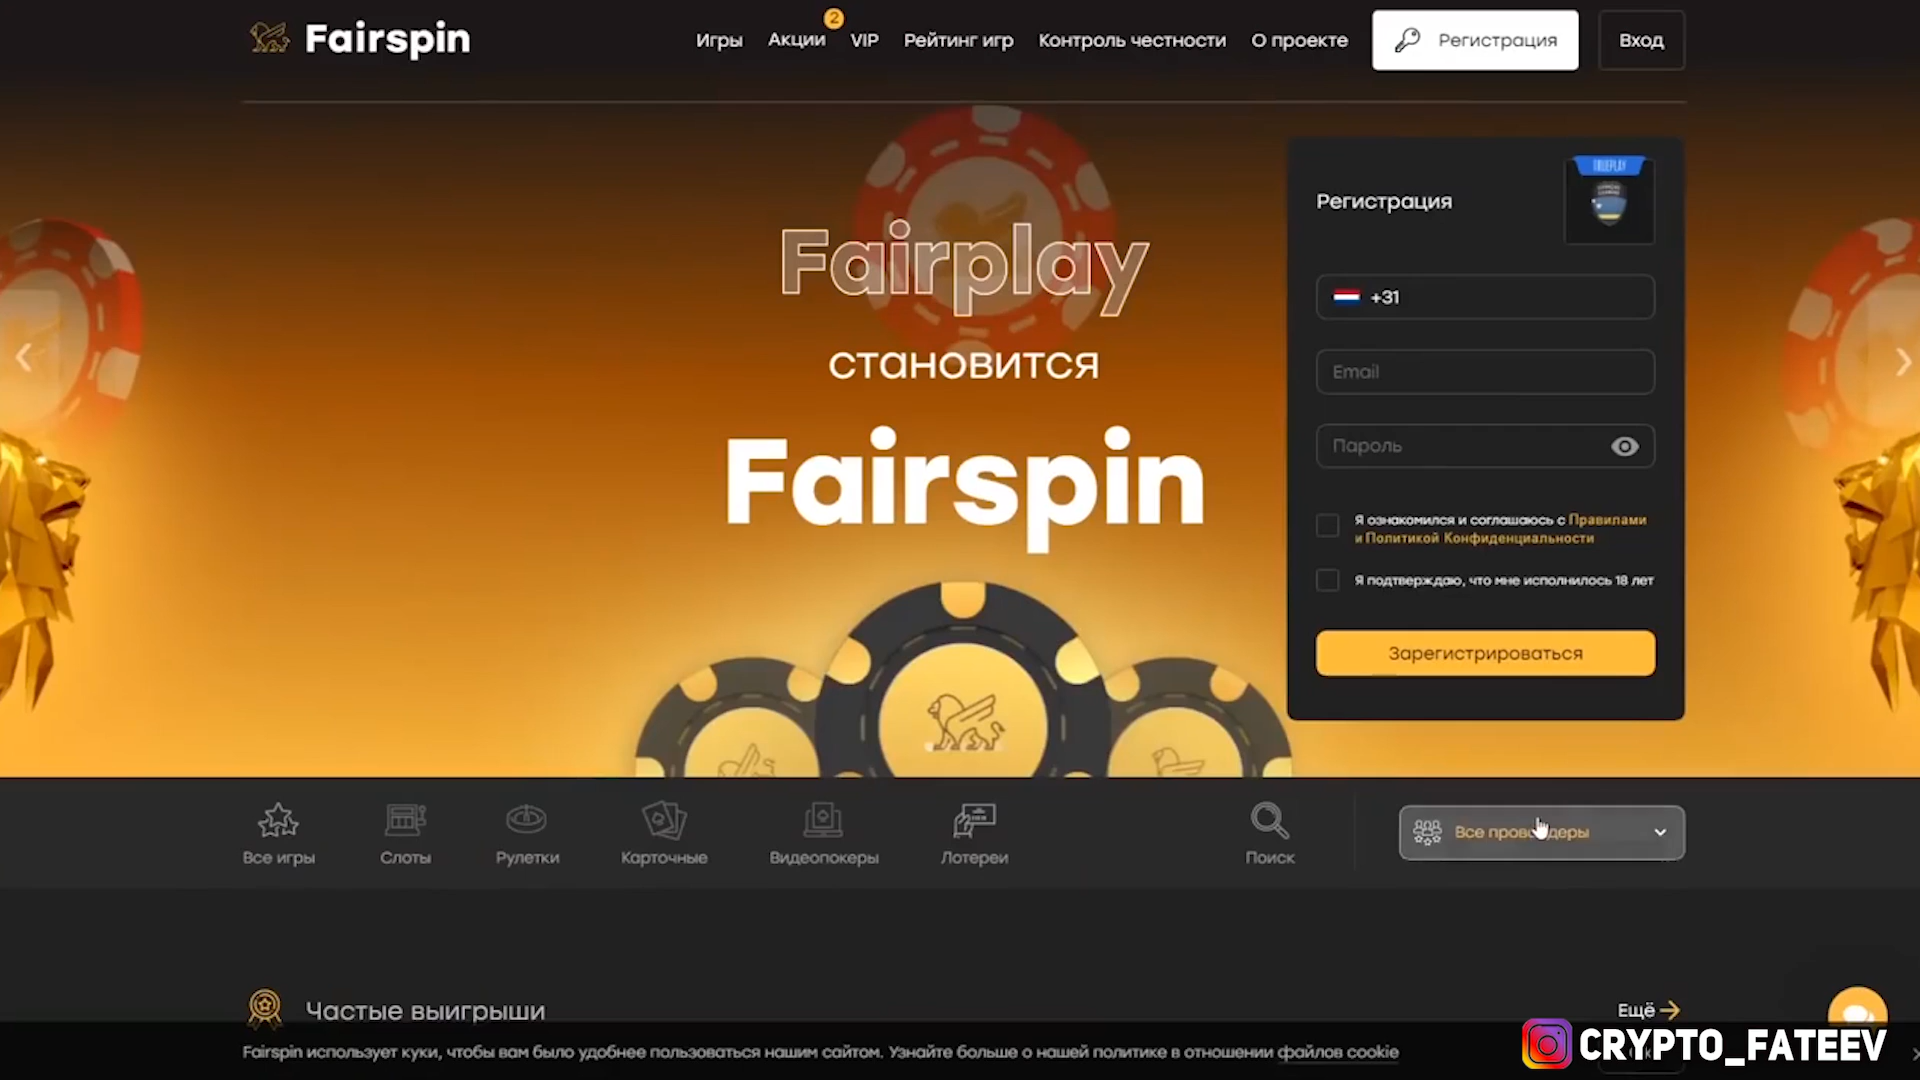 Fairspin
Игры
Акции
2
VIP
Рейтинг игр
Контроль честности
О проекте
Регистрация
Вход
Fairplay
становится
Fairspin
Регистрация
+31
Email
Пароль
Я ознакомился и соглашаюсь с Правилами
и Политикой Конфиденциальности
Я подтверждаю, что мне исполнилось 18 лет
Зарегистрироваться
Все игры
Слоты
Рулетки
Карточные
Видеопокеры
Лотереи
Поиск
Все провайдеры
Частые выигрыши
Ещё
Fairspin использует куки, чтобы вам было удобнее пользоваться нашим сайтом. Узнайте больше о нашей политике в отношении файлов cookie
CRYPTO_FATEEV